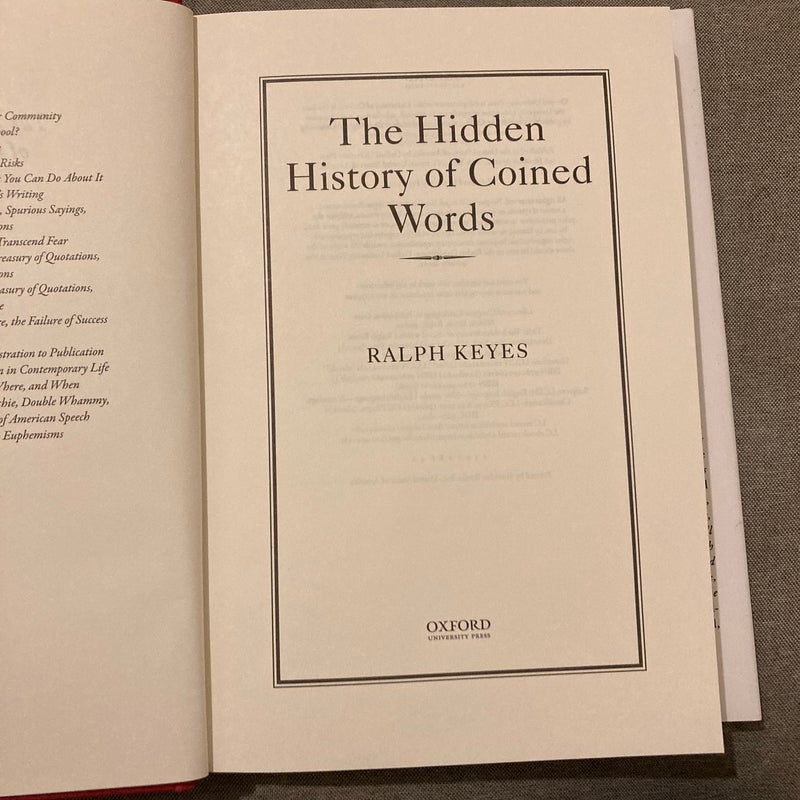 Community
ool?
Risks
You Can Do About It
's Writing
, Spurious Sayings,
ons
Transcend Fear
reasury of Quotations,
ons
asury of Quotations,
e
re, the Failure of Success
stration to Publication
n in Contemporary Life
Where, and When
hie, Double Whammy,
of American Speech
Euphemisms
The Hidden
History of Coined
Words
RALPH KEYES
OXFORD
UNIVERSITY PRESS